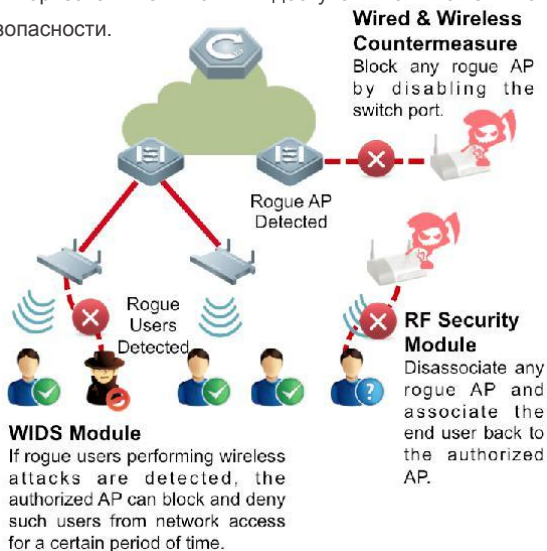 зопасности.
Wired & Wireless
Countermeasure
Block any rogue AP
by disabling the
switch port.
Rogue AP
Detected
Rogue
Users
Detected
RF Security
Module
Disassociate any
rogue AP and
associate the
end user back to
the authorized
AP.
WIDS Module
If rogue users performing wireless
attacks are detected, the
authorized AP can block and deny
such users from network access
for a certain period of time.